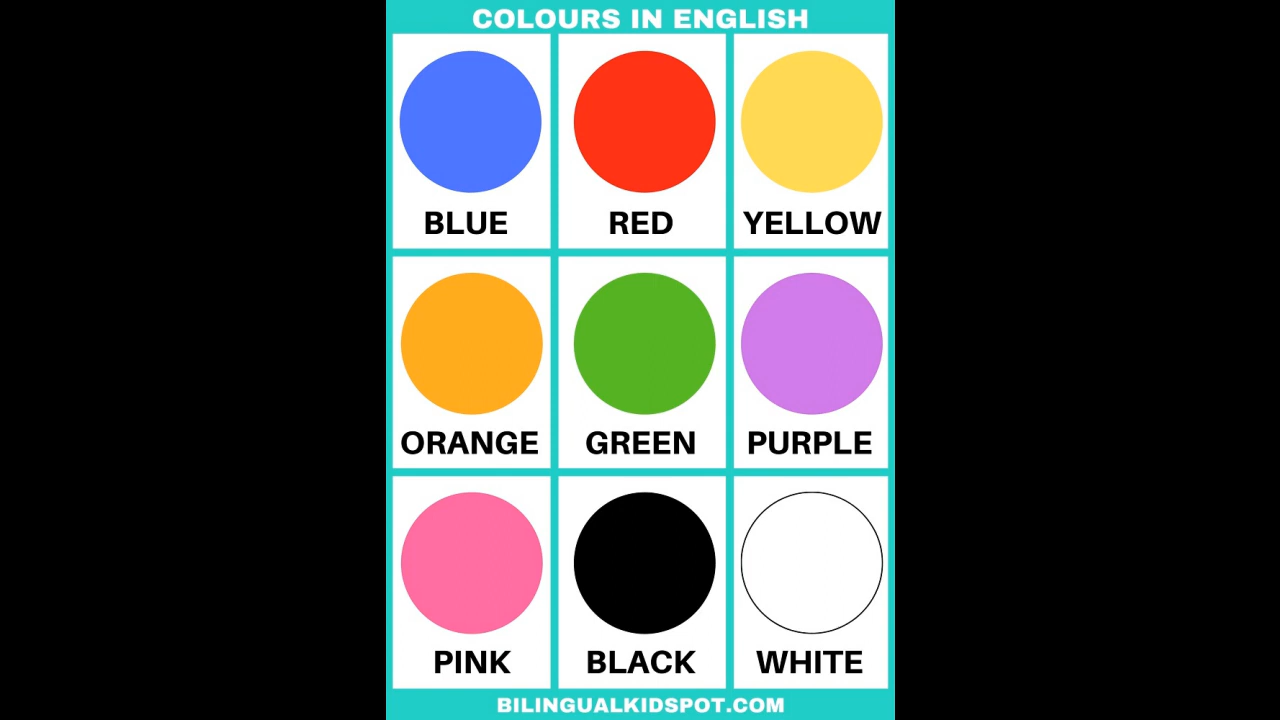 COLOURS IN ENGLISH
BLUE RED YELLOW
ORANGE GREEN PURPLE
PINK BLACK WHITE
BILINGUALKIDSPOT.COM